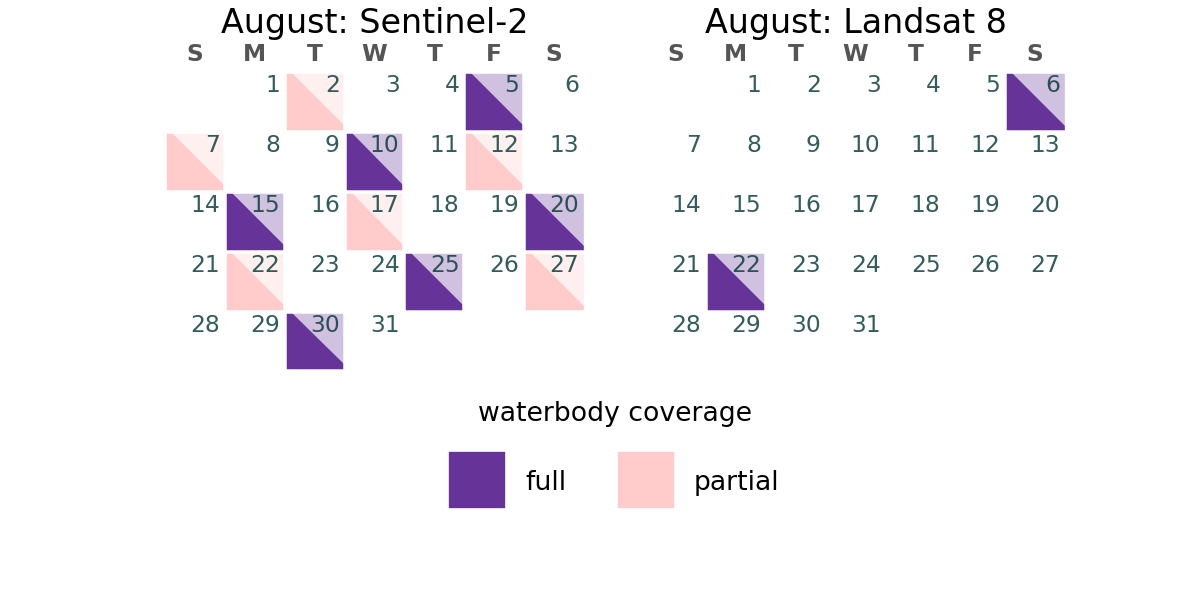 August: Sentinel-2
S M T W T F S
1 2 3 4 5 6
7 8 9 10 11 12 13
14 15 16 17 18 19 20
21 22 23 24 25 26 27
28 29 30 31
August: Landsat 8
S M T W T F S
1 2 3 4 5 6
7 8 9 10 11 12 13
14 15 16 17 18 19 20
21 22 23 24 25 26 27
28 29 30 31
waterbody coverage
full partial